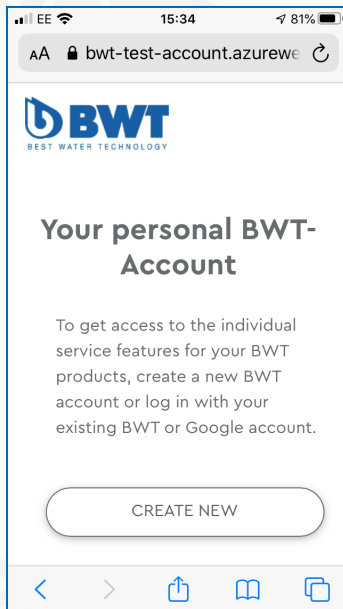 EE 15:34 81%
AA bwt-test-account.azurewe
BWT
BEST WATER TECHNOLOGY
Your personal BWT-
Account
To get access to the individual
service features for your BWT
products, create a new BWT
account or log in with your
existing BWT or Google account.
CREATE NEW